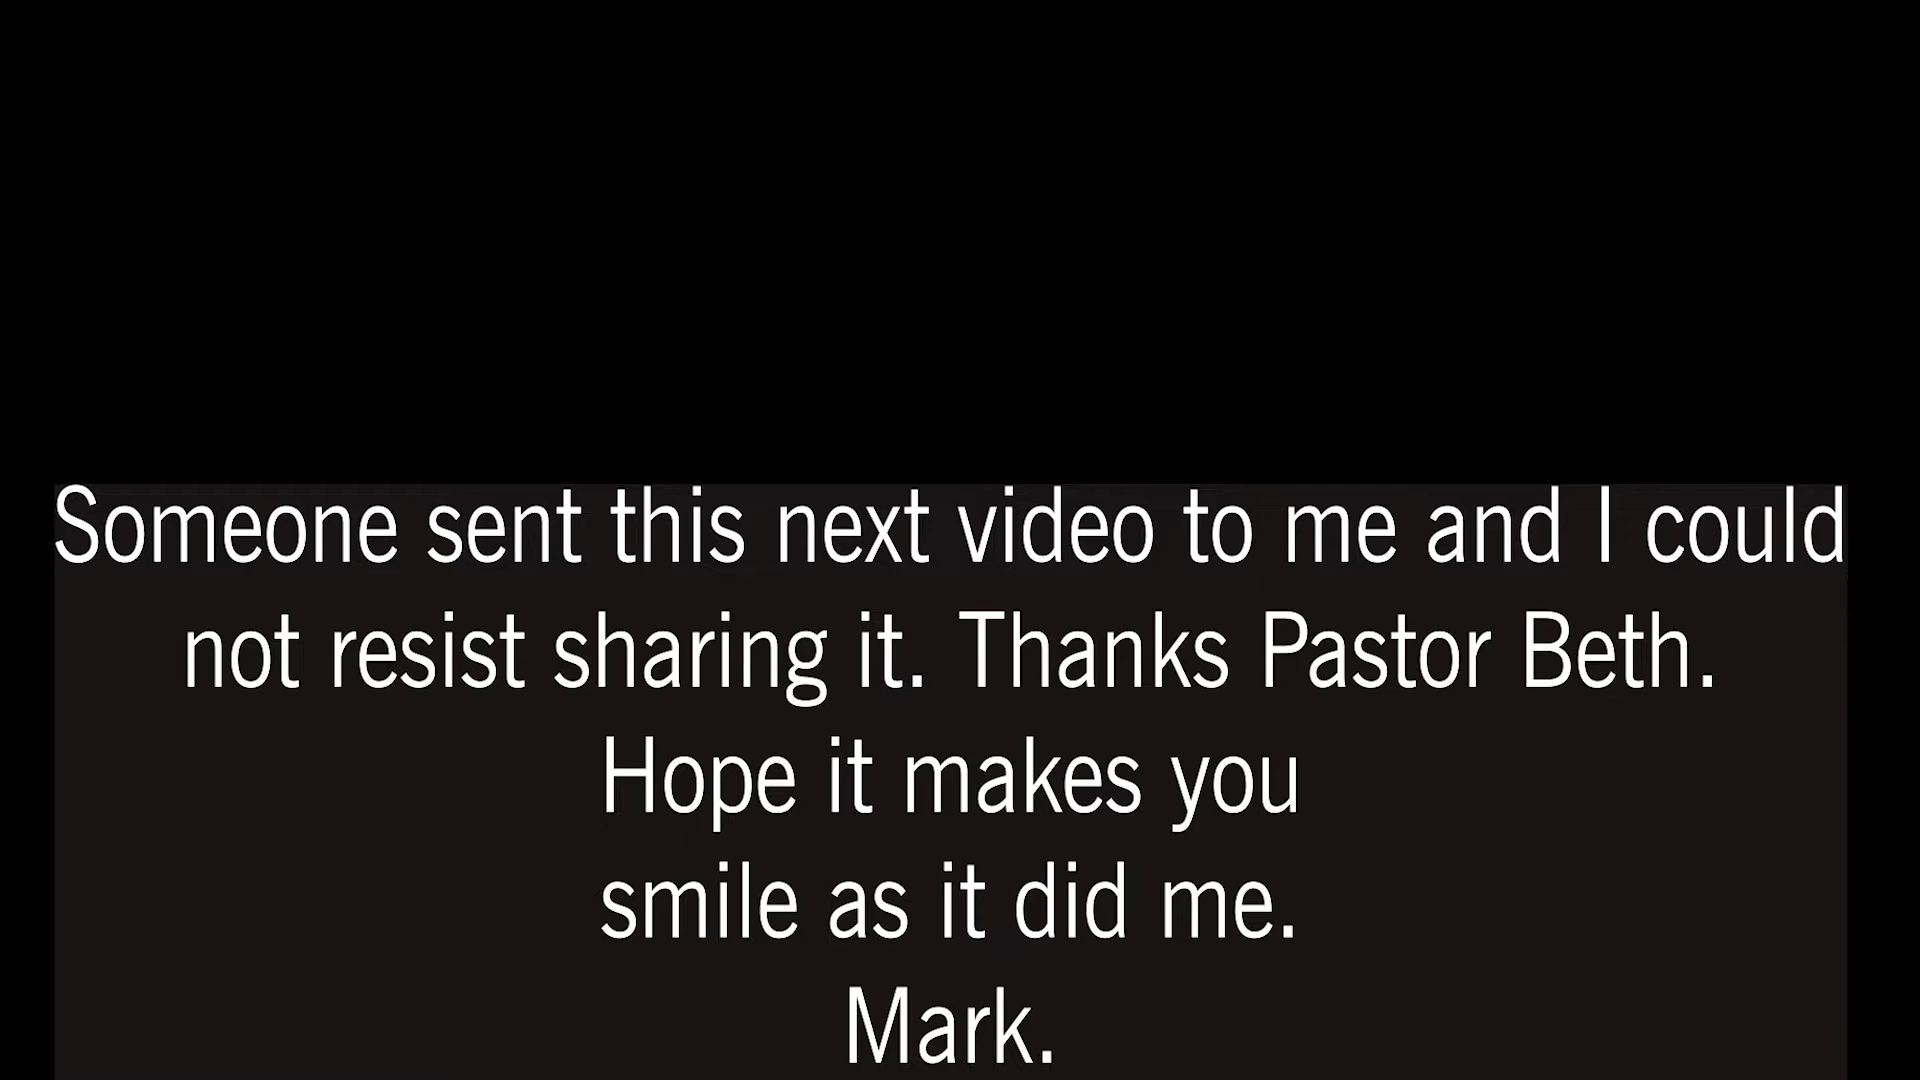 Someone sent this next video to me and I could
not resist sharing it. Thanks Pastor Beth.
Hope it makes you
smile as it did me.
Mark.